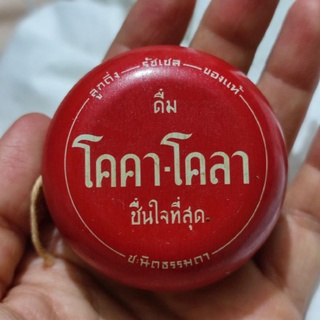 ลูกดิ่ง รัซเซล ของแท้
ดื่ม
โคคา-โคลา
ชื่นใจที่สุด
ชะนิดธรรมดา